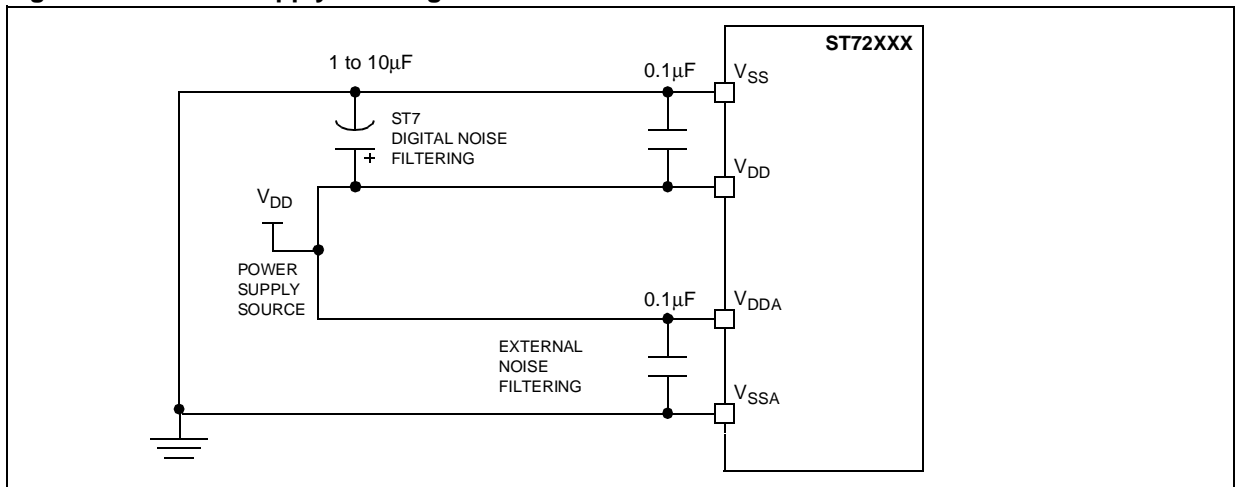 ST72XXX
1 to 10μF
0.1μF
VSS
ST7
DIGITAL NOISE
+ FILTERING
VDD
VDD
POWER
SUPPLY
SOURCE
0.1μF
VDDA
EXTERNAL
NOISE
FILTERING
VSSA